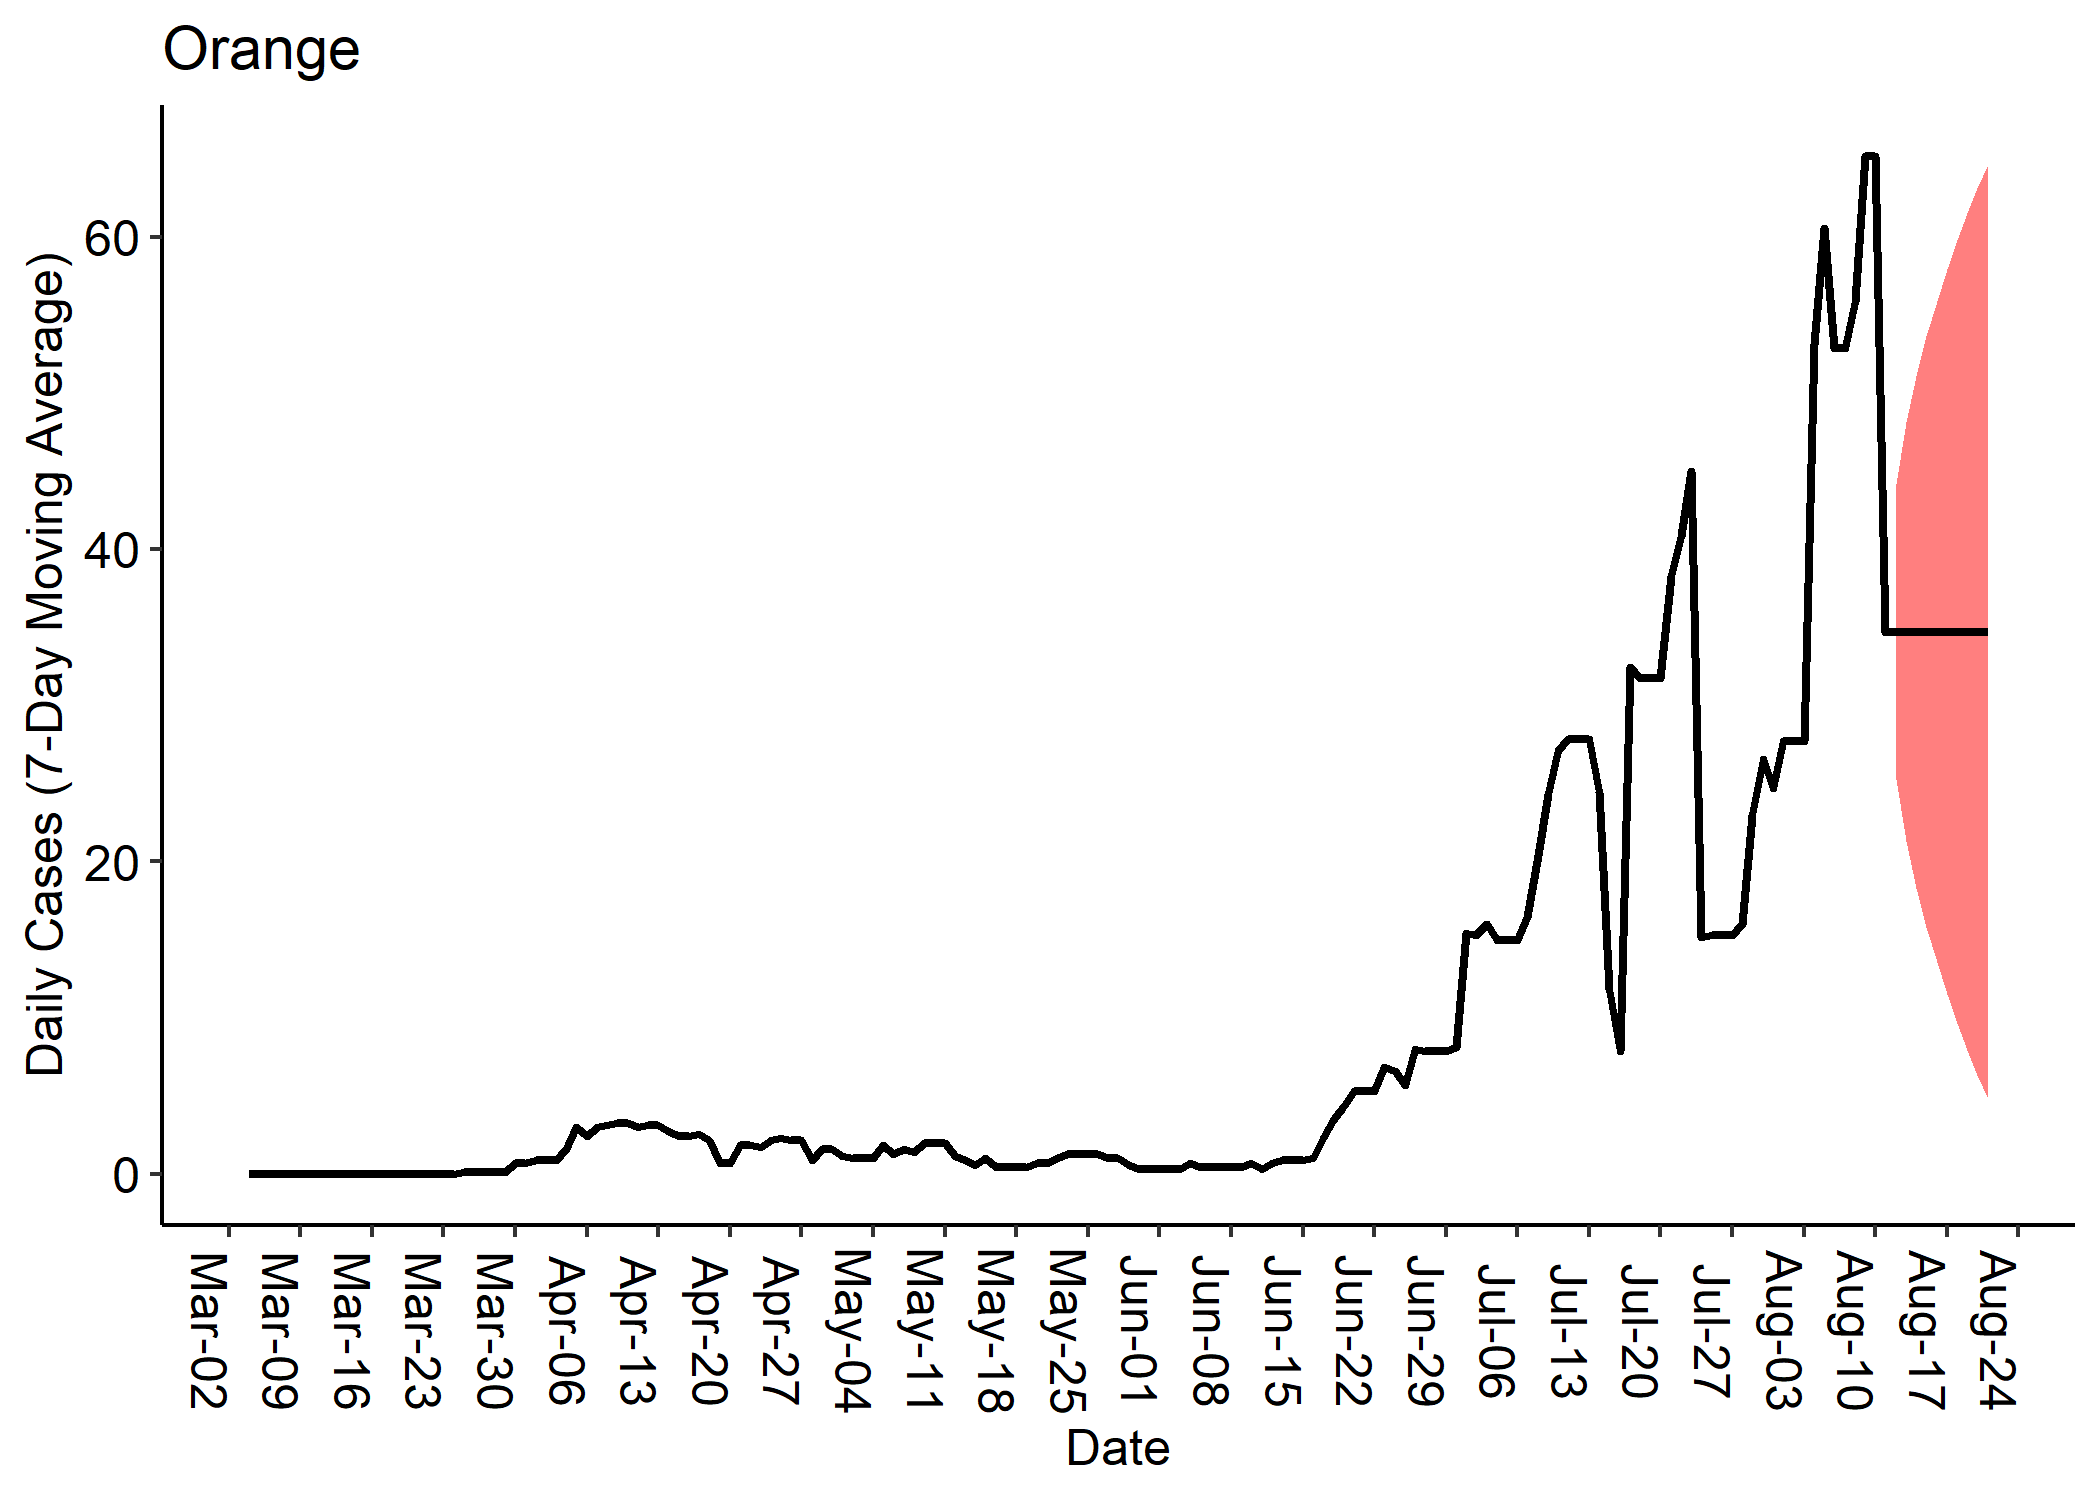 Orange
Daily Cases (7-Day Moving Average)
60
40
20
0
Mar-02
Mar-09
Mar-16
Mar-23
Mar-30
Apr-06
Apr-13
Apr-20
Apr-27
May-04
May-11
May-18
May-25
Jun-01
Jun-08
Jun-15
Jun-22
Jun-29
Jul-06
Jul-13
Jul-20
Jul-27
Aug-03
Aug-10
Aug-17
Aug-24
Date